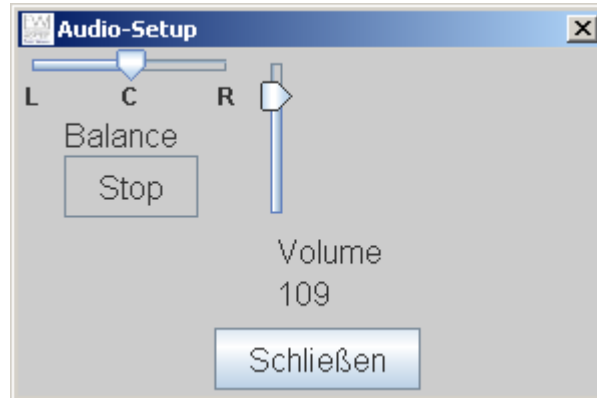 Audio-Setup
L C R
Balance
Stop
Volume
109
Schließen